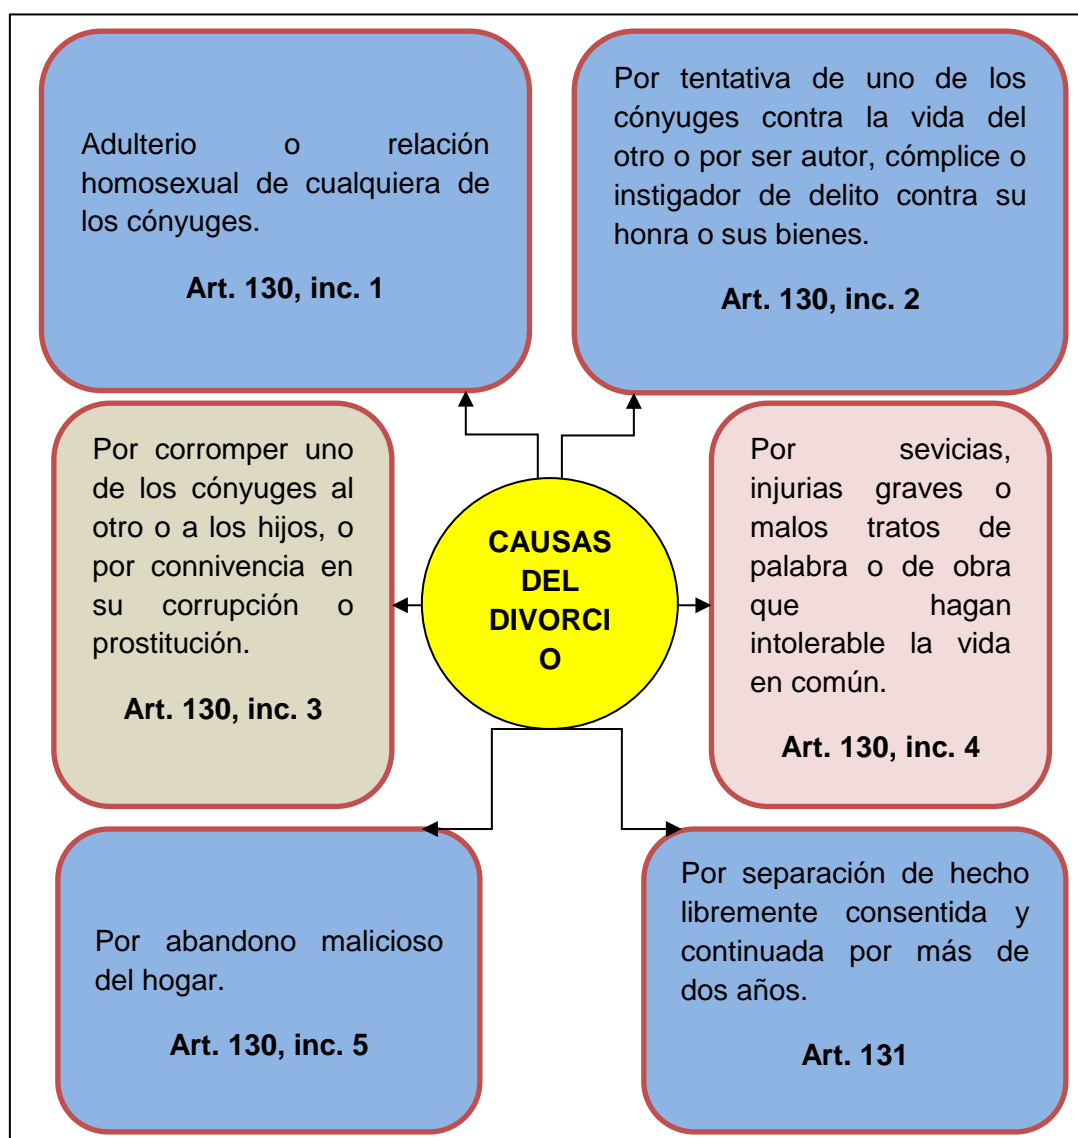 Adulterio o relación
homosexual de cualquiera de
los cónyuges.
Art. 130, inc. 1
Por tentativa de uno de los
cónyuges contra la vida del
otro o por ser autor, cómplice o
instigador de delito contra su
honra o sus bienes.
Art. 130, inc. 2
Por corromper uno
de los cónyuges al
otro o a los hijos, o
por connivencia en
su corrupción o
prostitución.
Art. 130, inc. 3
CAUSAS
DEL
DIVORCI
O
Por sevicias,
injurias graves o
malos tratos de
palabra o de obra
que hagan
intolerable la vida
en común.
Art. 130, inc. 4
Por abandono malicioso
del hogar.
Art. 130, inc. 5
Por separación de hecho
libremente consentida y
continuada por más de
dos años.
Art. 131